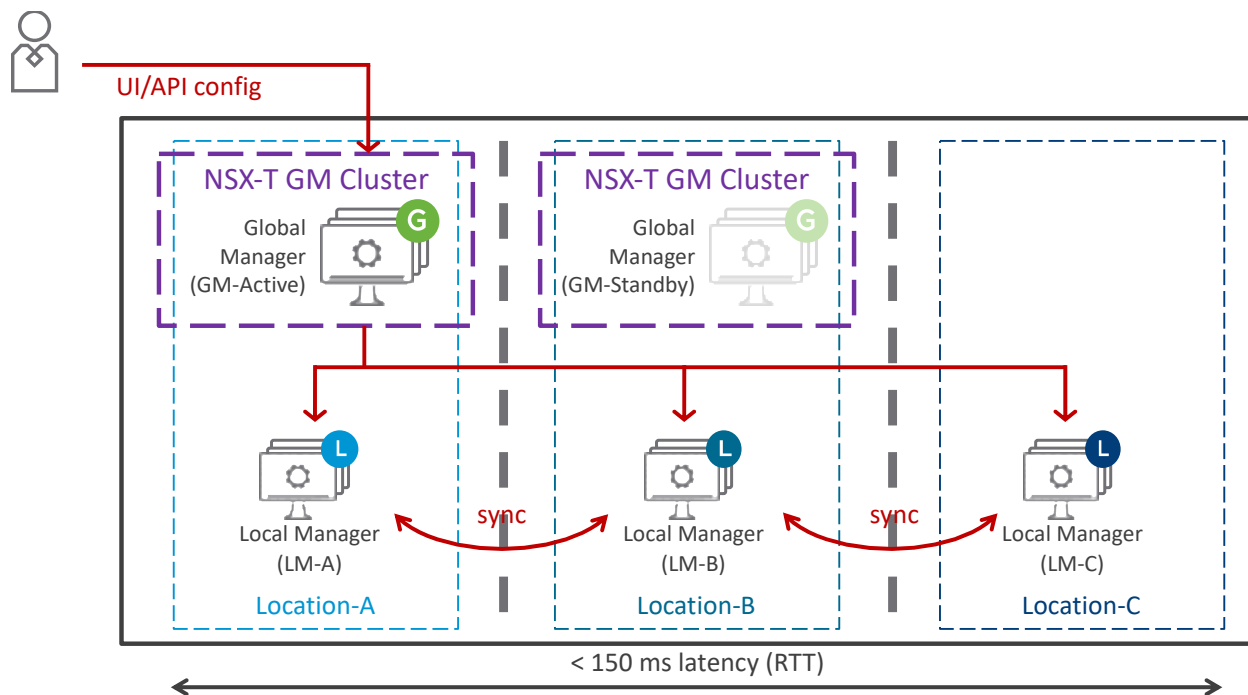 UI/API config
NSX-T GM Cluster
Global
Manager
(GM-Active)
G
NSX-T GM Cluster
Global
Manager
(GM-Standby)
G
L
Local Manager
(LM-A)
Location-A
sync
L
Local Manager
(LM-B)
Location-B
sync
L
Local Manager
(LM-C)
Location-C
< 150 ms latency (RTT)